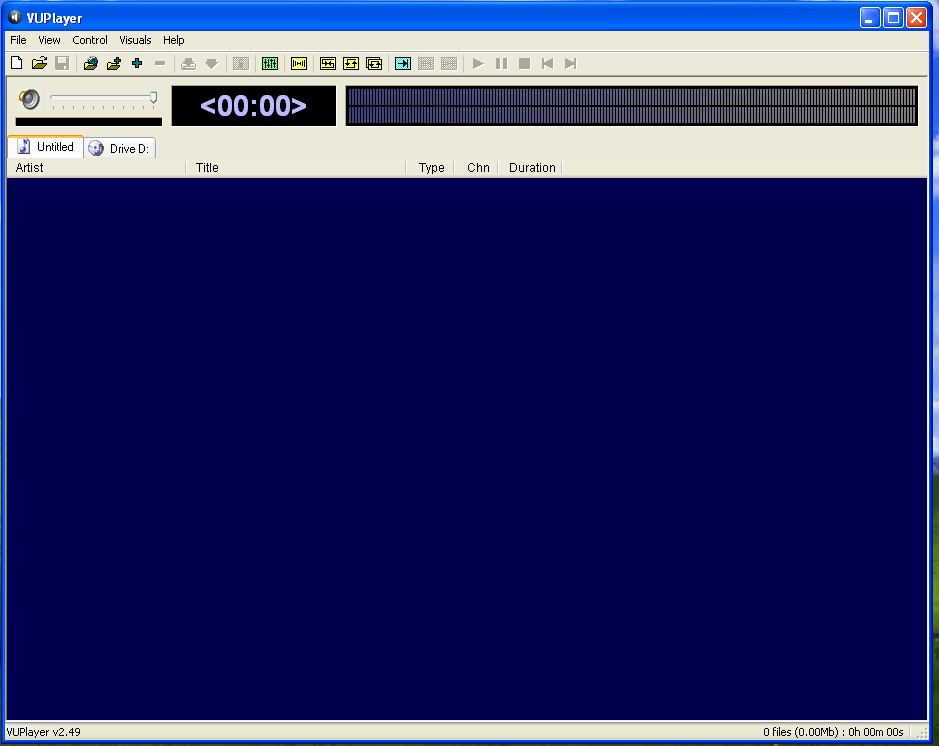 VUPlayer
File View Control Visuals Help
<00:00>
Untitled Drive D:
Artist Title Type Chn Duration
VUPlayer v2.49 0 files (0.00Mb) : 0h 00m 00s